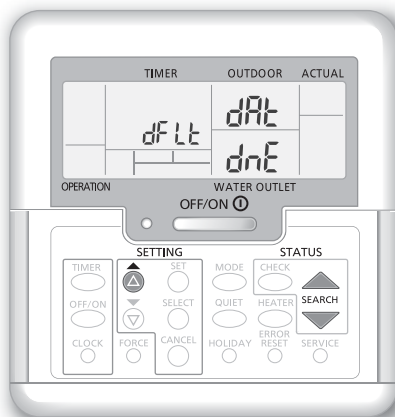 TIMER OUTDOOR ACTUAL
dFLt dAt
dnE
OPERATION WATER OUTLET
OFF/ON
SETTING STATUS
TIMER SET MODE CHECK
OFF/ON SELECT QUIET HEATER SEARCH
CLOCK FORCE CANCEL HOLIDAY ERROR RESET SERVICE